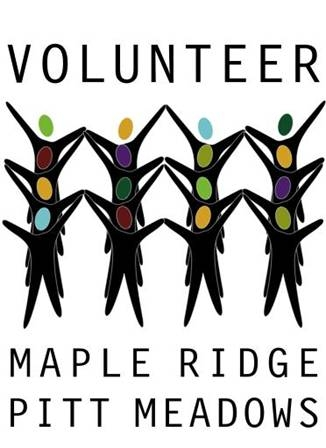 VOLUNTEER
MAPLE RIDGE
PITT MEADOWS